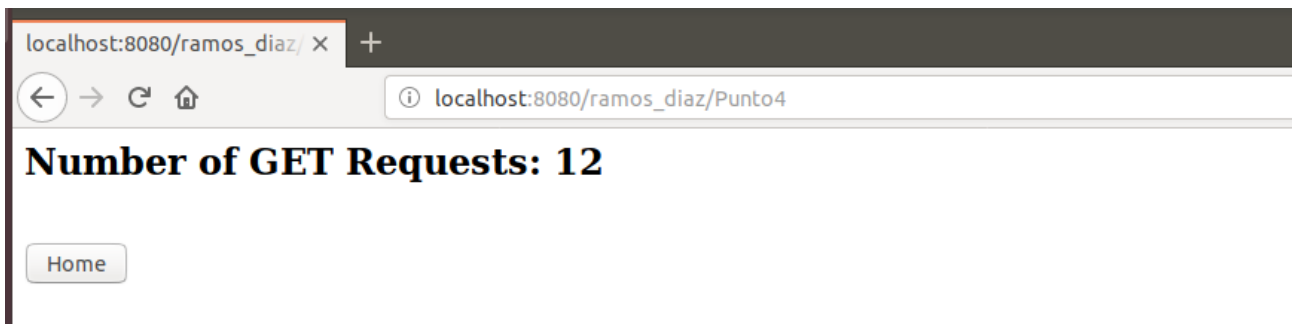 localhost:8080/ramos_diaz/
localhost:8080/ramos_diaz/Punto4
Number of GET Requests: 12
Home